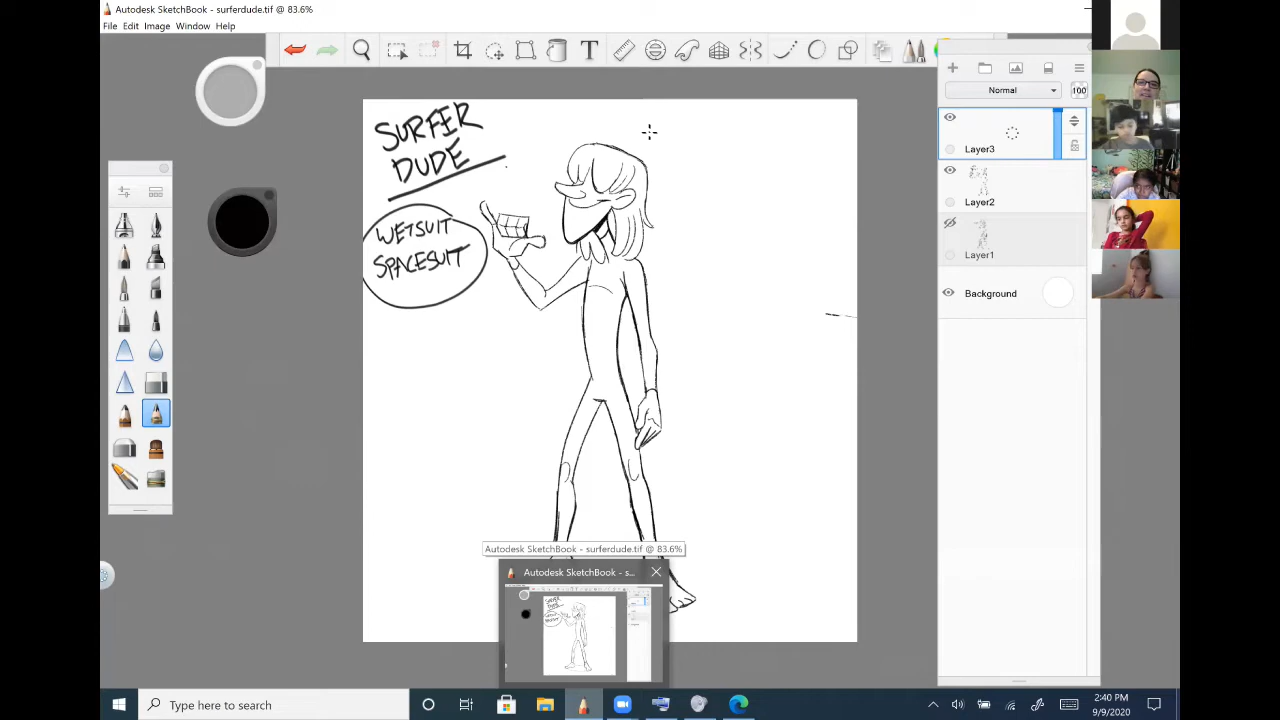 Autodesk SketchBook - surferdude.tif @ 83.6%
File Edit Image Window Help
T
Normal
100
SURFER
DUDE
WETSUIT
SPACESUIT
Layer3
Layer2
Layer1
Background
Autodesk SketchBook - surferdude.tif @ 83.6%
Autodesk SketchBook - s...
Type here to search
2:40 PM
9/9/2020